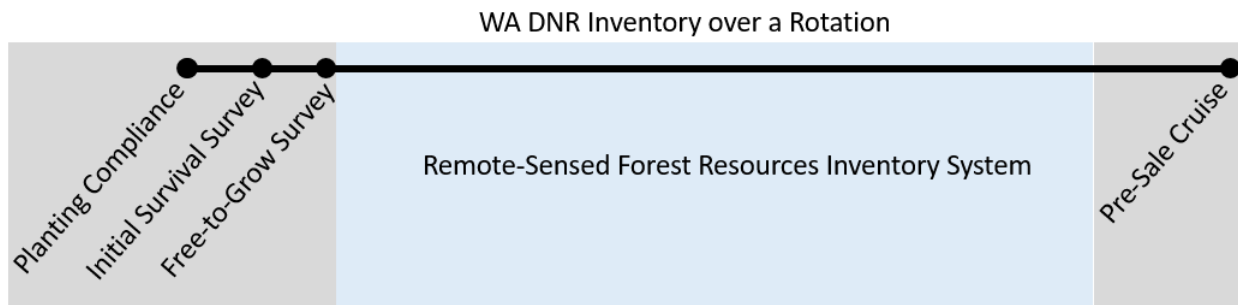 WA DNR Inventory over a Rotation
Planting Compliance
Initial Survival Survey
Free-to-Grow Survey
Remote-Sensed Forest Resources Inventory System
Pre-Sale Cruise